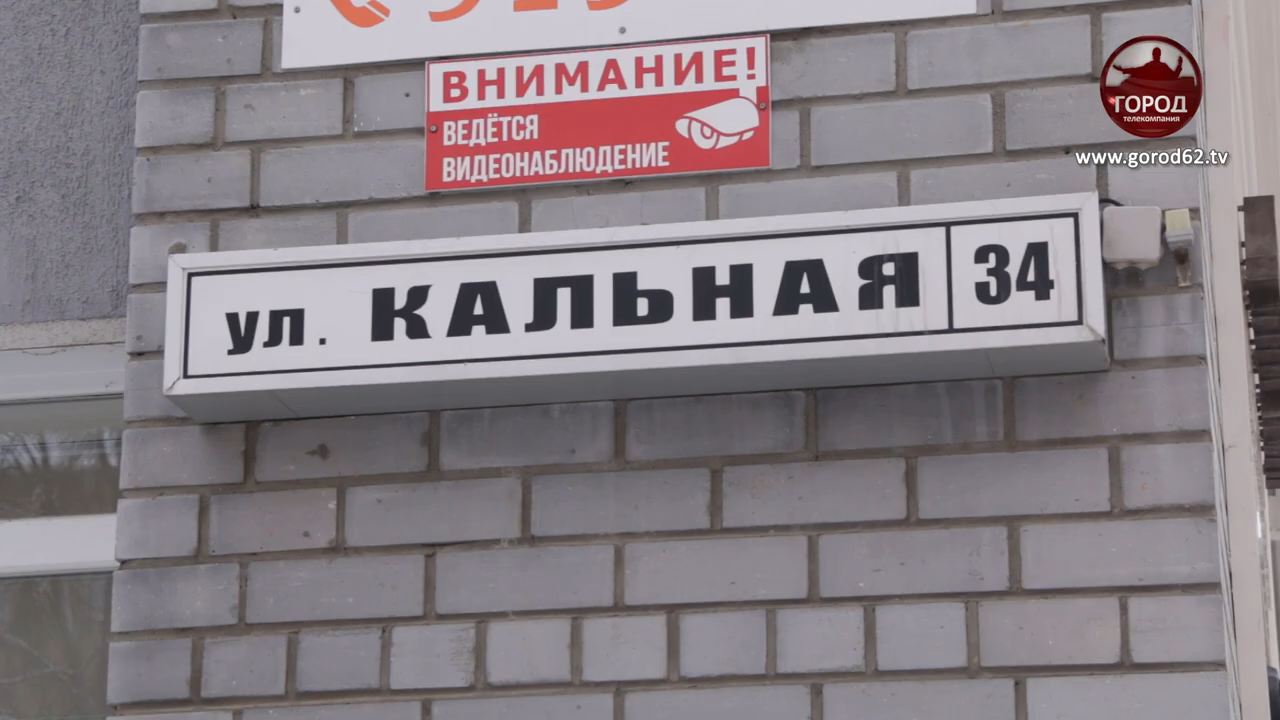 ВНИМАНИЕ!
ВЕДЁТСЯ
ВИДЕОНАБЛЮДЕНИЕ
ГОРОД
ТЕЛЕКОМПАНИЯ
www.gorod62.tv
ул. КАЛЬНАЯ 34